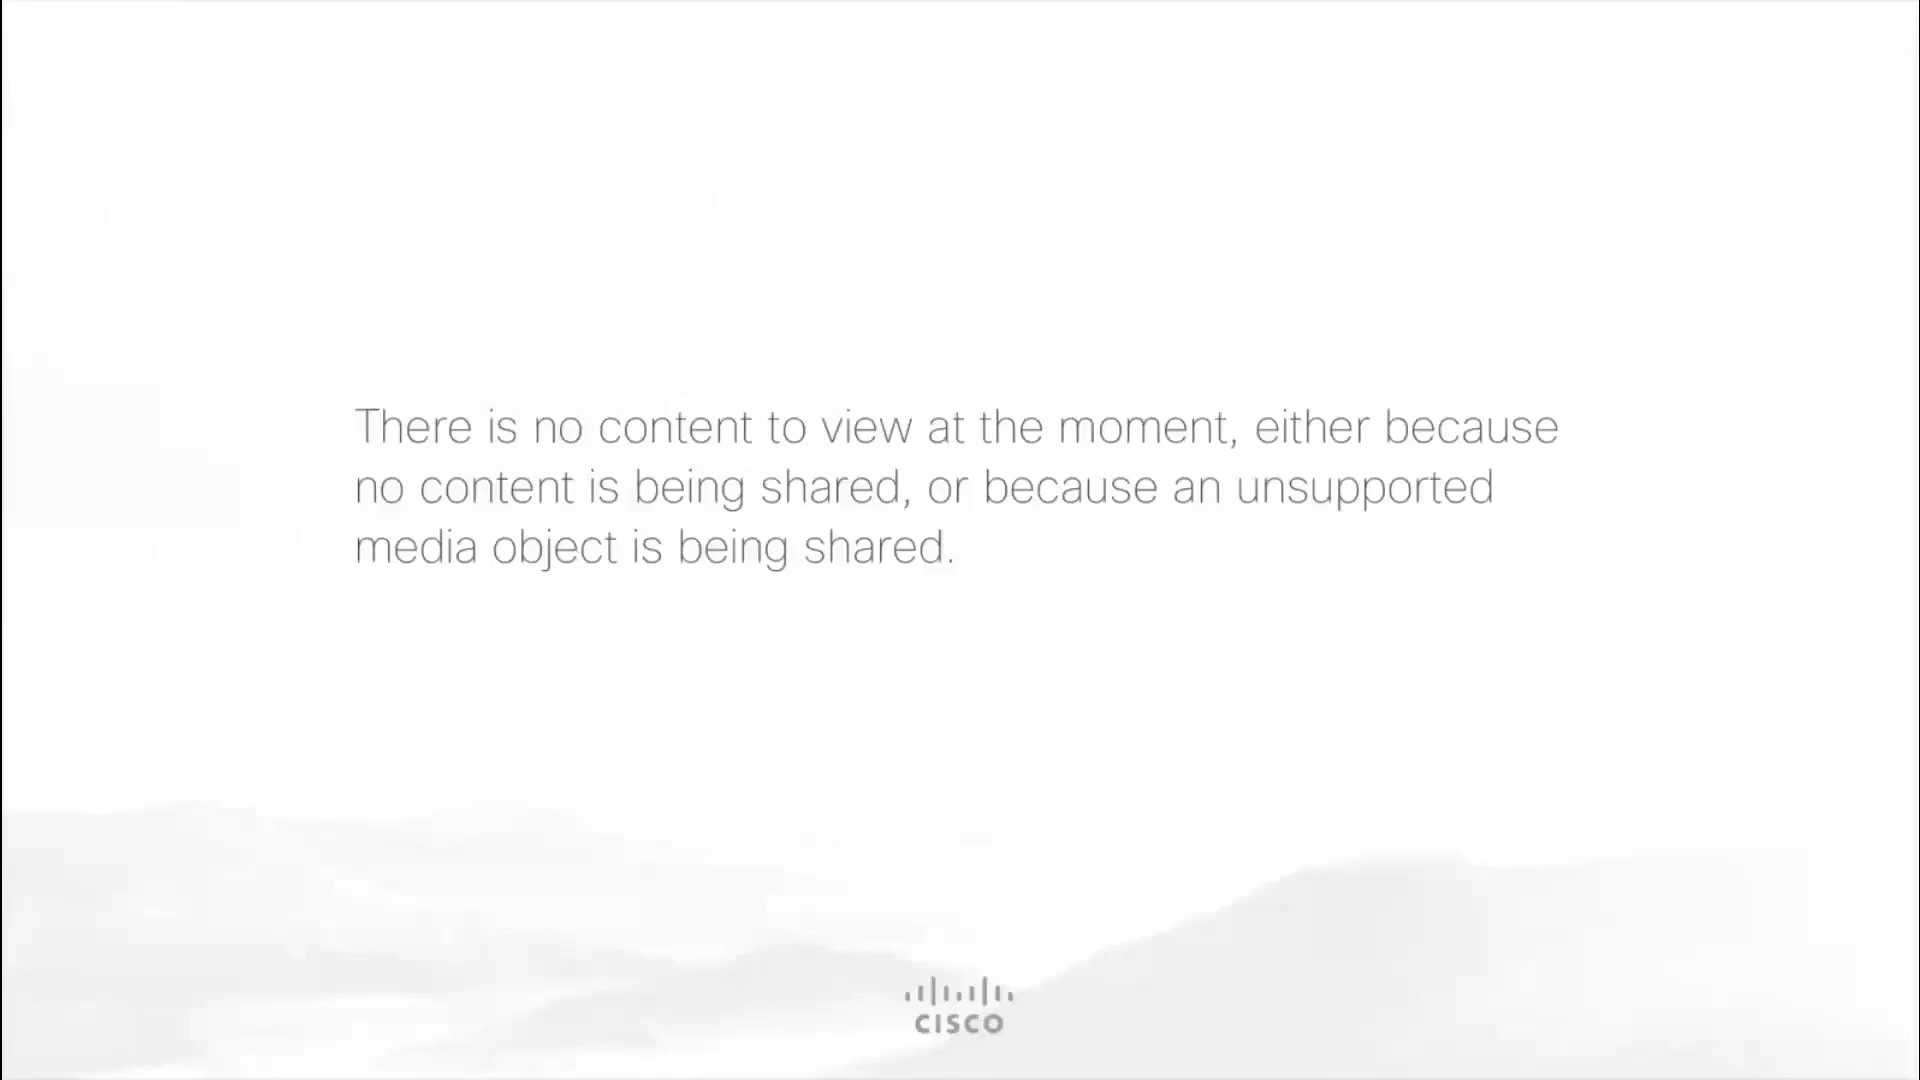 There is no content to view at the moment, either because
no content is being shared, or because an unsupported
media object is being shared.
CISCO